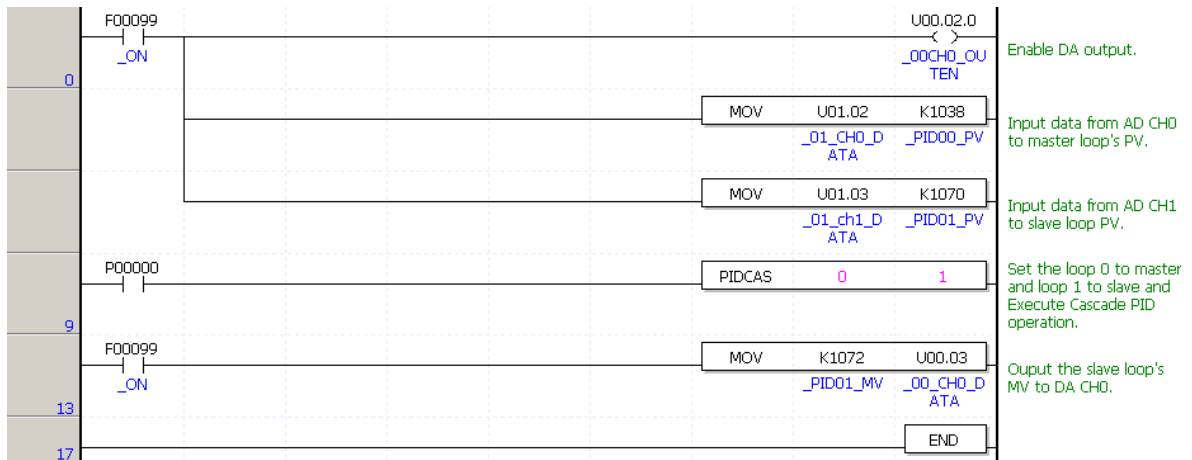 F00099
U00.02.0
_ON
_00CH0_OU
TEN
Enable DA output.
0
MOV U01.02 K1038
_01_CH0_D _PID00_PV
ATA
Input data from AD CH0
to master loop's PV.
MOV U01.03 K1070
_01_ch1_D _PID01_PV
ATA
Input data from AD CH1
to slave loop PV.
P00000
PIDCAS 0 1
Set the loop 0 to master
and loop 1 to slave and
Execute Cascade PID
operation.
9
F00099
_ON
MOV K1072 U00.03
_PID01_MV _00_CH0_D
ATA
Ouput the slave loop's
MV to DA CH0.
13
END
17